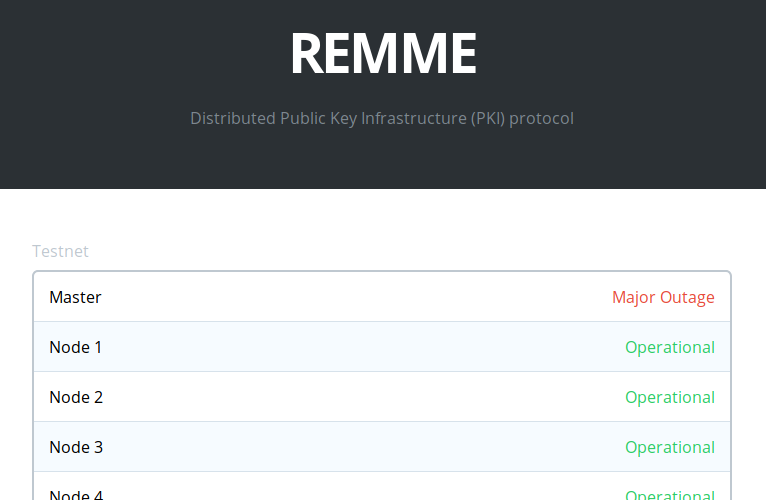 REMME
Distributed Public Key Infrastructure (PKI) protocol
Testnet
Master Major Outage
Node 1 Operational
Node 2 Operational
Node 3 Operational
Node 4 Operational